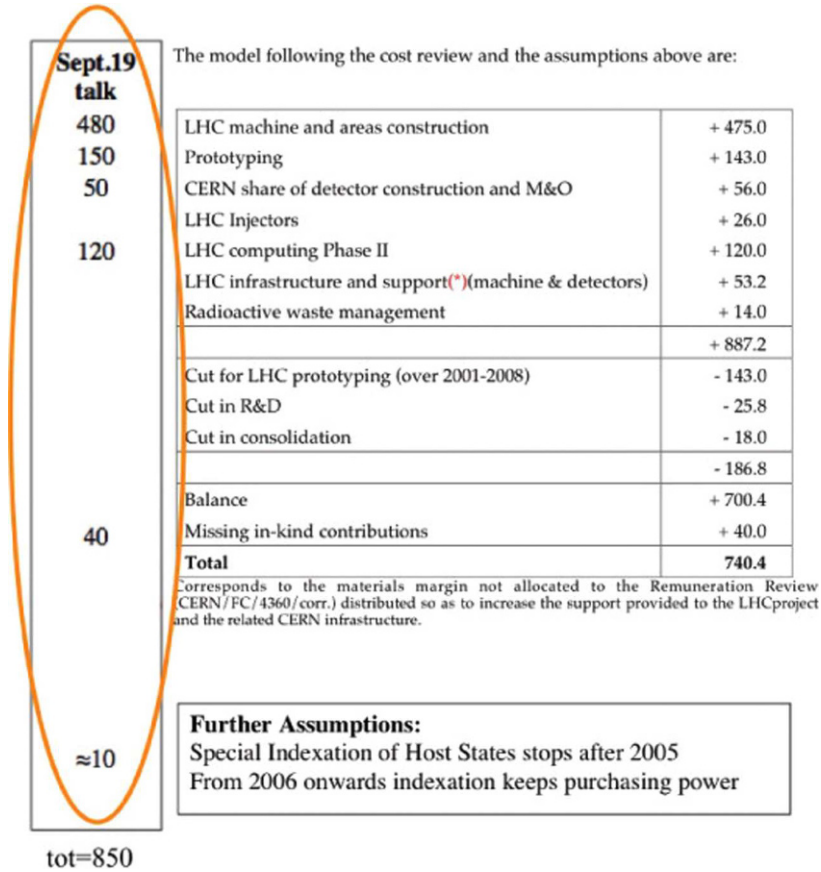 Sept.19
talk
The model following the cost review and the assumptions above are:
480 LHC machine and areas construction + 475.0
150 Prototyping + 143.0
50 CERN share of detector construction and M&O + 56.0
LHC Injectors + 26.0
120 LHC computing Phase II + 120.0
LHC infrastructure and support(*)(machine & detectors) + 53.2
Radioactive waste management + 14.0
+ 887.2
Cut for LHC prototyping (over 2001-2008) - 143.0
Cut in R&D - 25.8
Cut in consolidation - 18.0
- 186.8
Balance + 700.4
40 Missing in-kind contributions + 40.0
Total 740.4
Corresponds to the materials margin not allocated to the Remuneration Review
(CERN/FC/4360/corr.) distributed so as to increase the support provided to the LHCproject
and the related CERN infrastructure.
Further Assumptions:
Special Indexation of Host States stops after 2005
≈10
From 2006 onwards indexation keeps purchasing power
tot=850